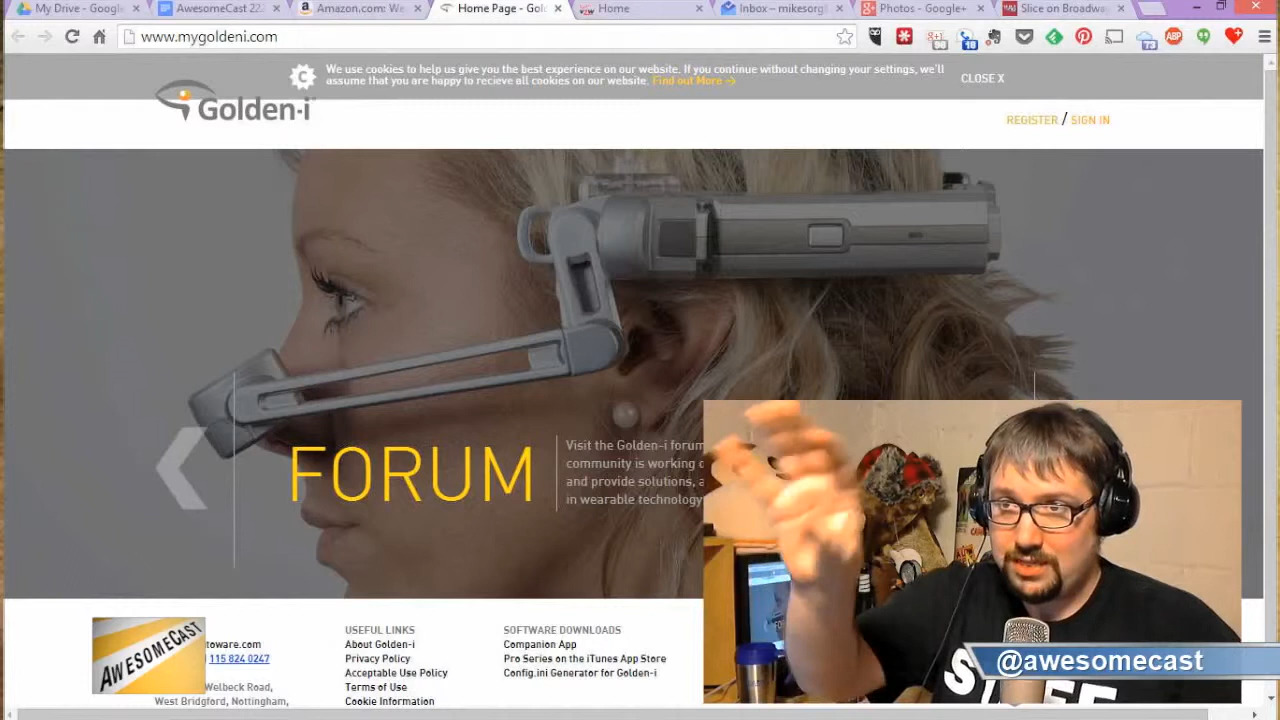 My Drive - Google
AwesomeCast 22
Amazon.com: We
Home Page - Gol
Home
Inbox – mikesorg
Photos - Google+
Slice on Broadwa
www.mygoldeni.com
We use cookies to help us give you the best experience on our website. If you continue without changing your settings, we'll
assume that you are happy to recieve all cookies on our website. Find out More →
CLOSE X
Golden-i
REGISTER / SIGN IN
FORUM
Visit the Golden-i forum
community is working
and provide solutions,
in wearable technology
USEFUL LINKS
About Golden-i
Privacy Policy
Acceptable Use Policy
Terms of Use
Cookie Information
SOFTWARE DOWNLOADS
Companion App
Pro Series on the iTunes App Store
Config.ini Generator for Golden-i
AWESOMECAST
toware.com
115 824 0247
Welbeck Road,
West Bridgford, Nottingham,
@awesomecast